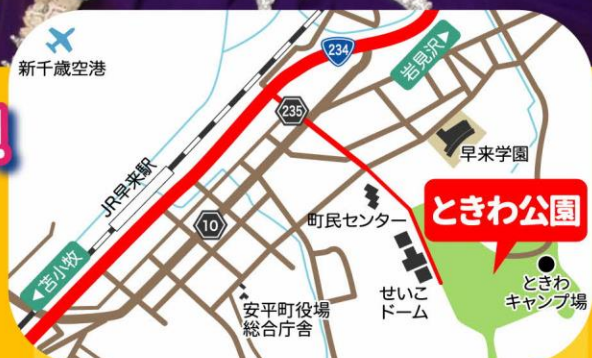 !
新千歳空港
234
岩見沢▶
235
早来学園
JR早来駅
町民センター
ときわ公園
10
◀苫小牧
せいこ
ドーム
ときわ
キャンプ場
安平町役場
総合庁舎